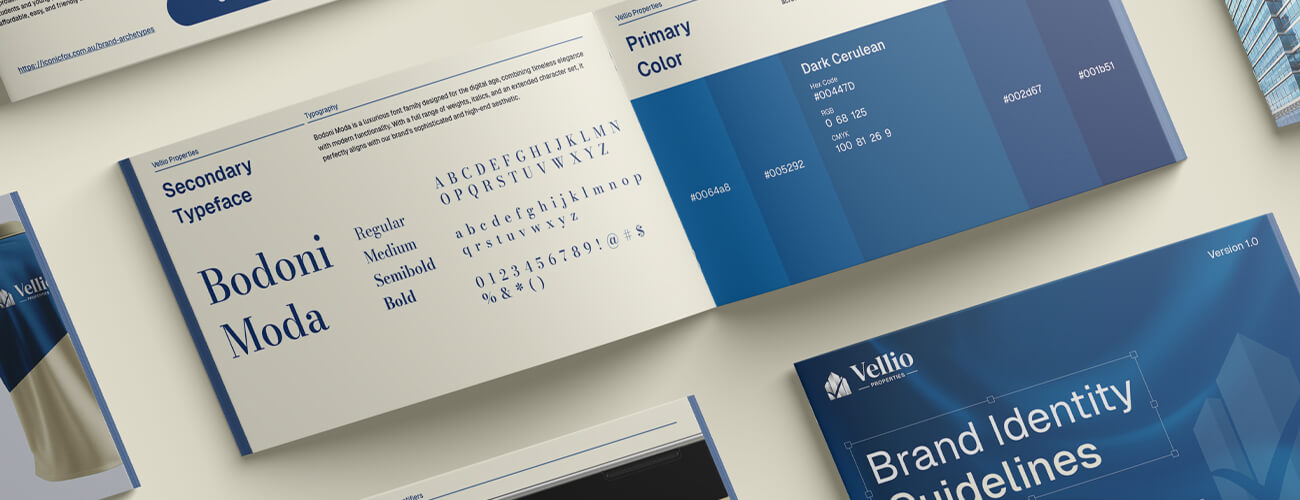 affordable, easy, and friendly
https://iconicfox.com.au/brand-archetypes
Vellio Properties
Typography
Secondary
Typeface
Bodoni Moda is a luxurious font family designed for the digital age, combining timeless elegance
with modern functionality. With a full range of weights, italics, and an extended character set, it
perfectly aligns with our brand's sophisticated and high-end aesthetic.
Bodoni
Moda
Regular
Medium
Semibold
Bold
A B C D E F G H I J K L M N
O P Q R S T U V W X Y Z
a b c d e f g h i j k l m n o p
q r s t u v w x y z
0 1 2 3 4 5 6 7 8 9 ! @ # $
% & * ( )
Vellio Properties
Primary
Color
#0064a8
#005292
Dark Cerulean
Hex Code
#00447D
RGB
0 68 125
CMYK
100 81 26 9
#002d67
#001b51
Vellio
PROPERTIES
Version 1.0
Vellio
PROPERTIES
Brand Identity
Guidelines